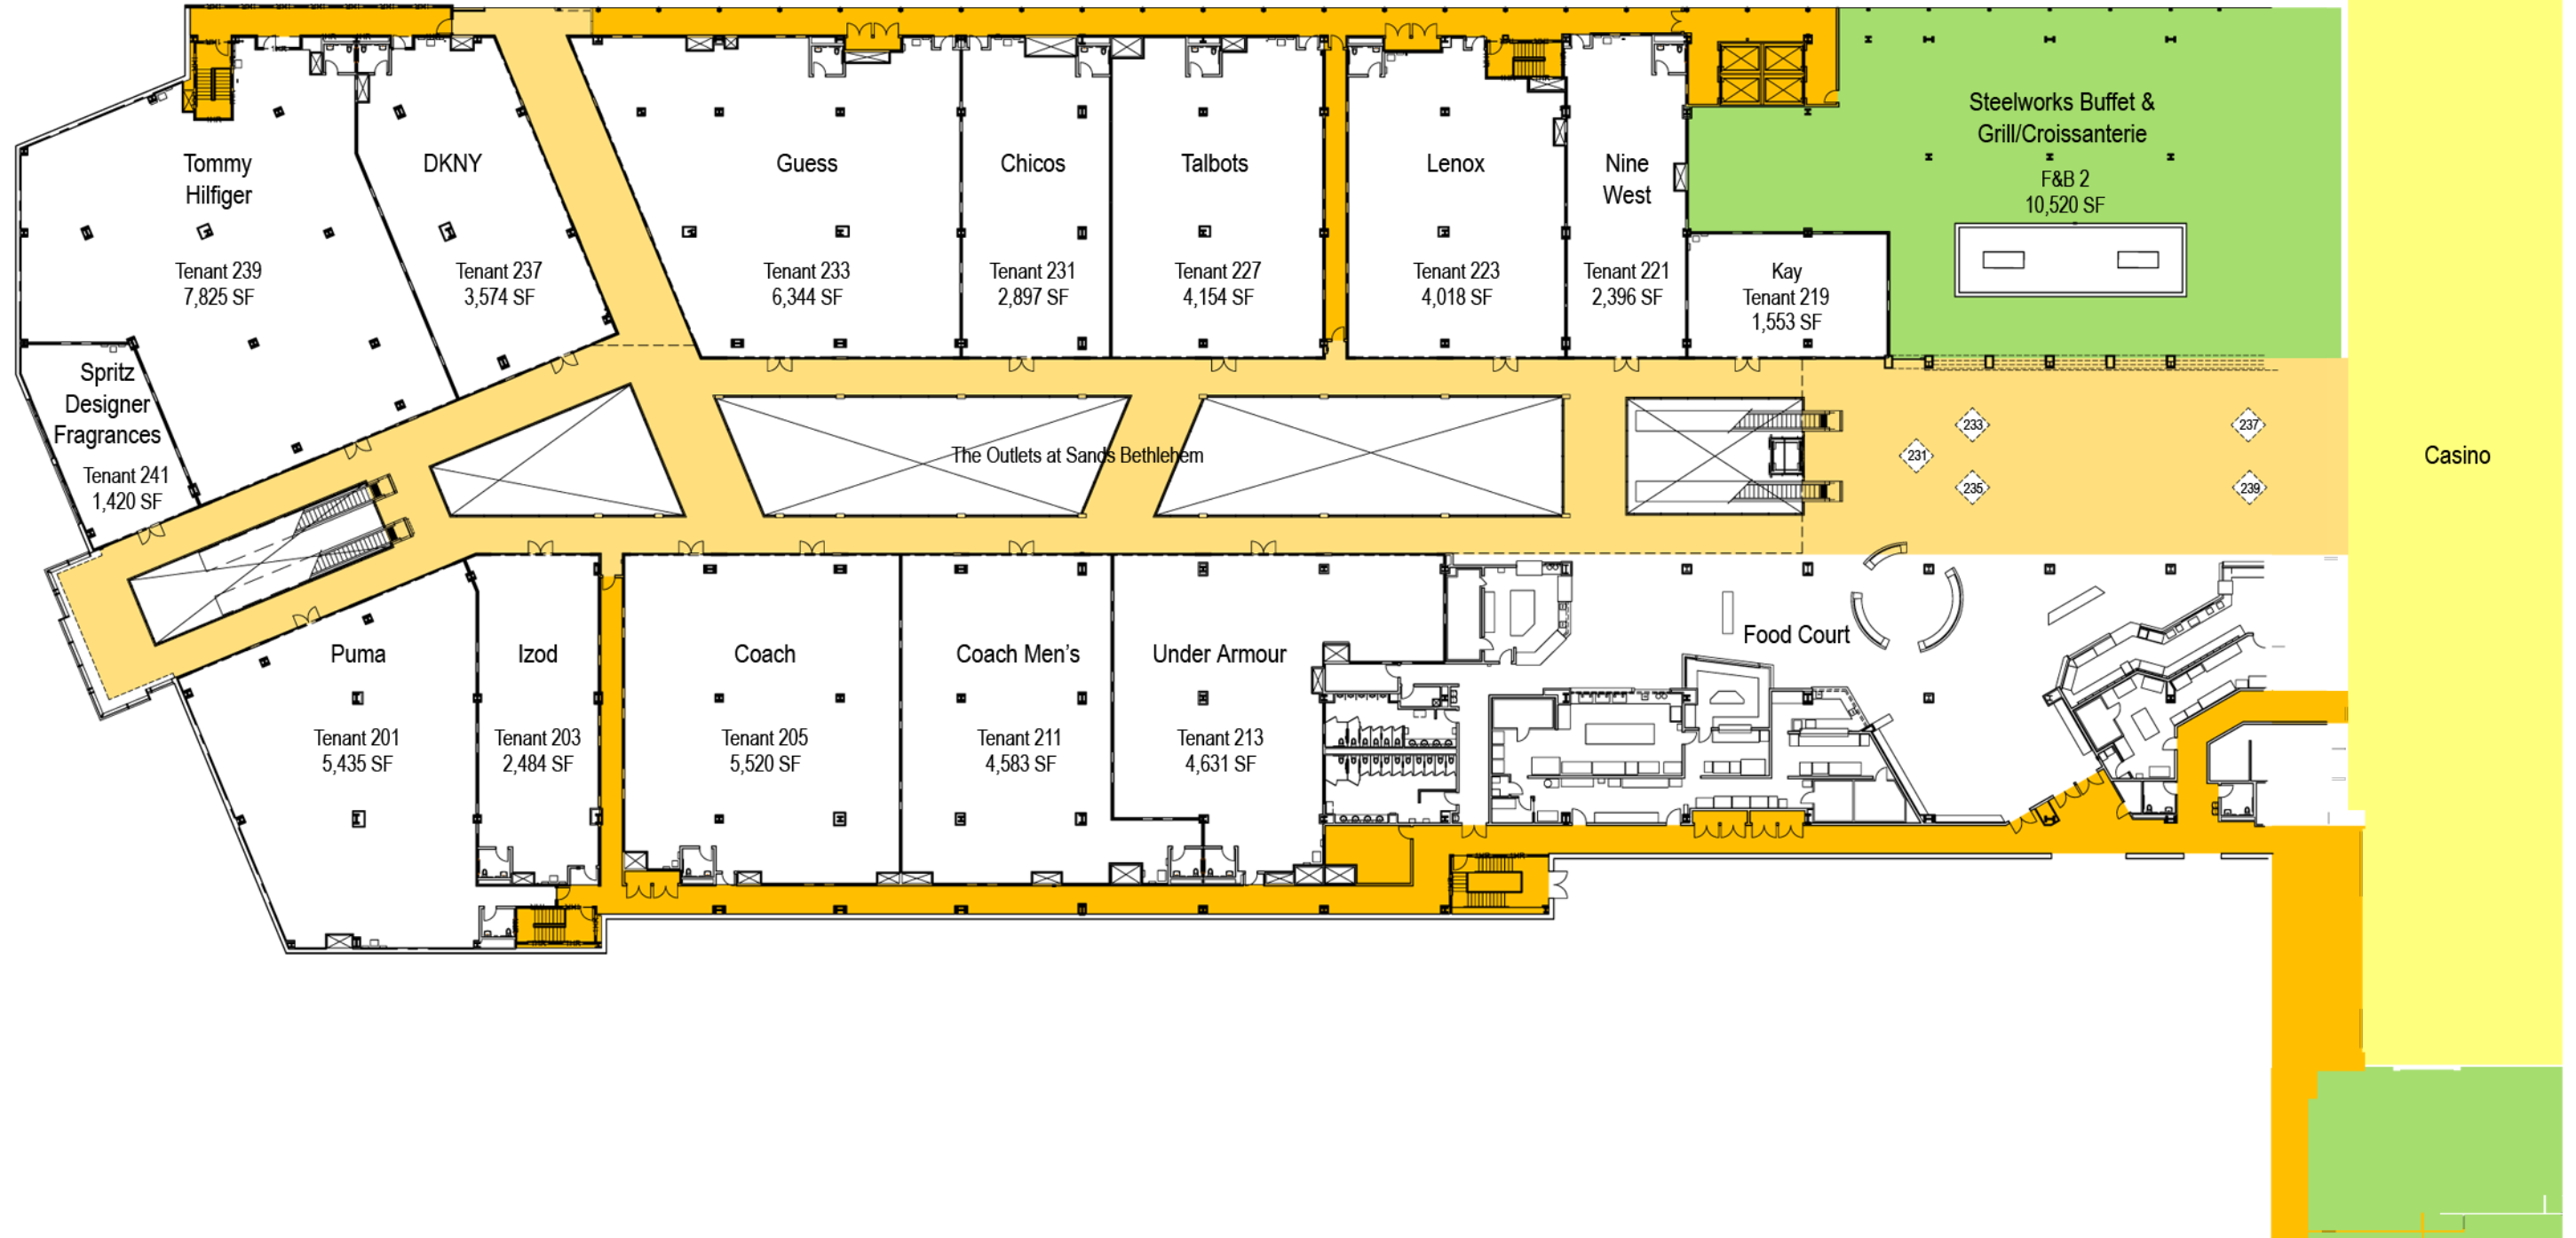 Tommy
Hilfiger
Tenant 239
7,825 SF
DKNY
Tenant 237
3,574 SF
Guess
Tenant 233
6,344 SF
Chicos
Tenant 231
2,897 SF
Talbots
Tenant 227
4,154 SF
Lenox
Tenant 223
4,018 SF
Nine
West
Tenant 221
2,396 SF
Kay
Tenant 219
1,553 SF
Steelworks Buffet &
Grill/Croissanterie
F&B 2
10,520 SF
Spritz
Designer
Fragrances
Tenant 241
1,420 SF
The Outlets at Sands Bethlehem
231
233
235
237
239
Casino
Puma
Tenant 201
5,435 SF
Izod
Tenant 203
2,484 SF
Coach
Tenant 205
5,520 SF
Coach Men's
Tenant 211
4,583 SF
Under Armour
Tenant 213
4,631 SF
Food Court